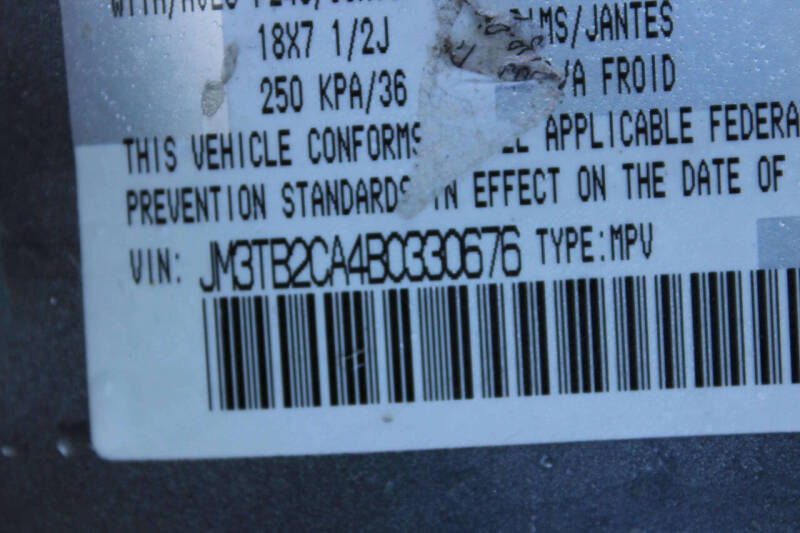 18X7 1/2J /JANTES
250 KPA/36 /A FROID
THIS VEHICLE CONFORMS APPLICABLE FEDERA
PREVENTION STANDARDS IN EFFECT ON THE DATE OF
VIN: JM3TB2CA4B0330676 TYPE:MPV